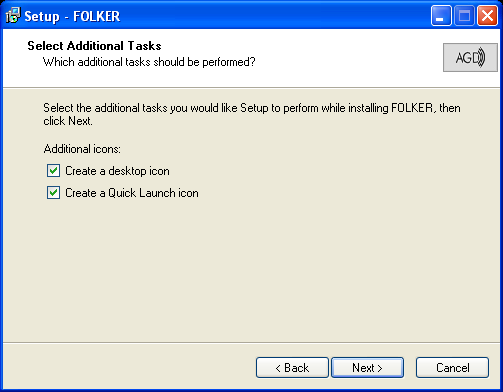 Setup - FOLKER
Select Additional Tasks
Which additional tasks should be performed?
AGD
Select the additional tasks you would like Setup to perform while installing FOLKER, then
click Next.
Additional icons:
Create a desktop icon
Create a Quick Launch icon
< Back
Next >
Cancel